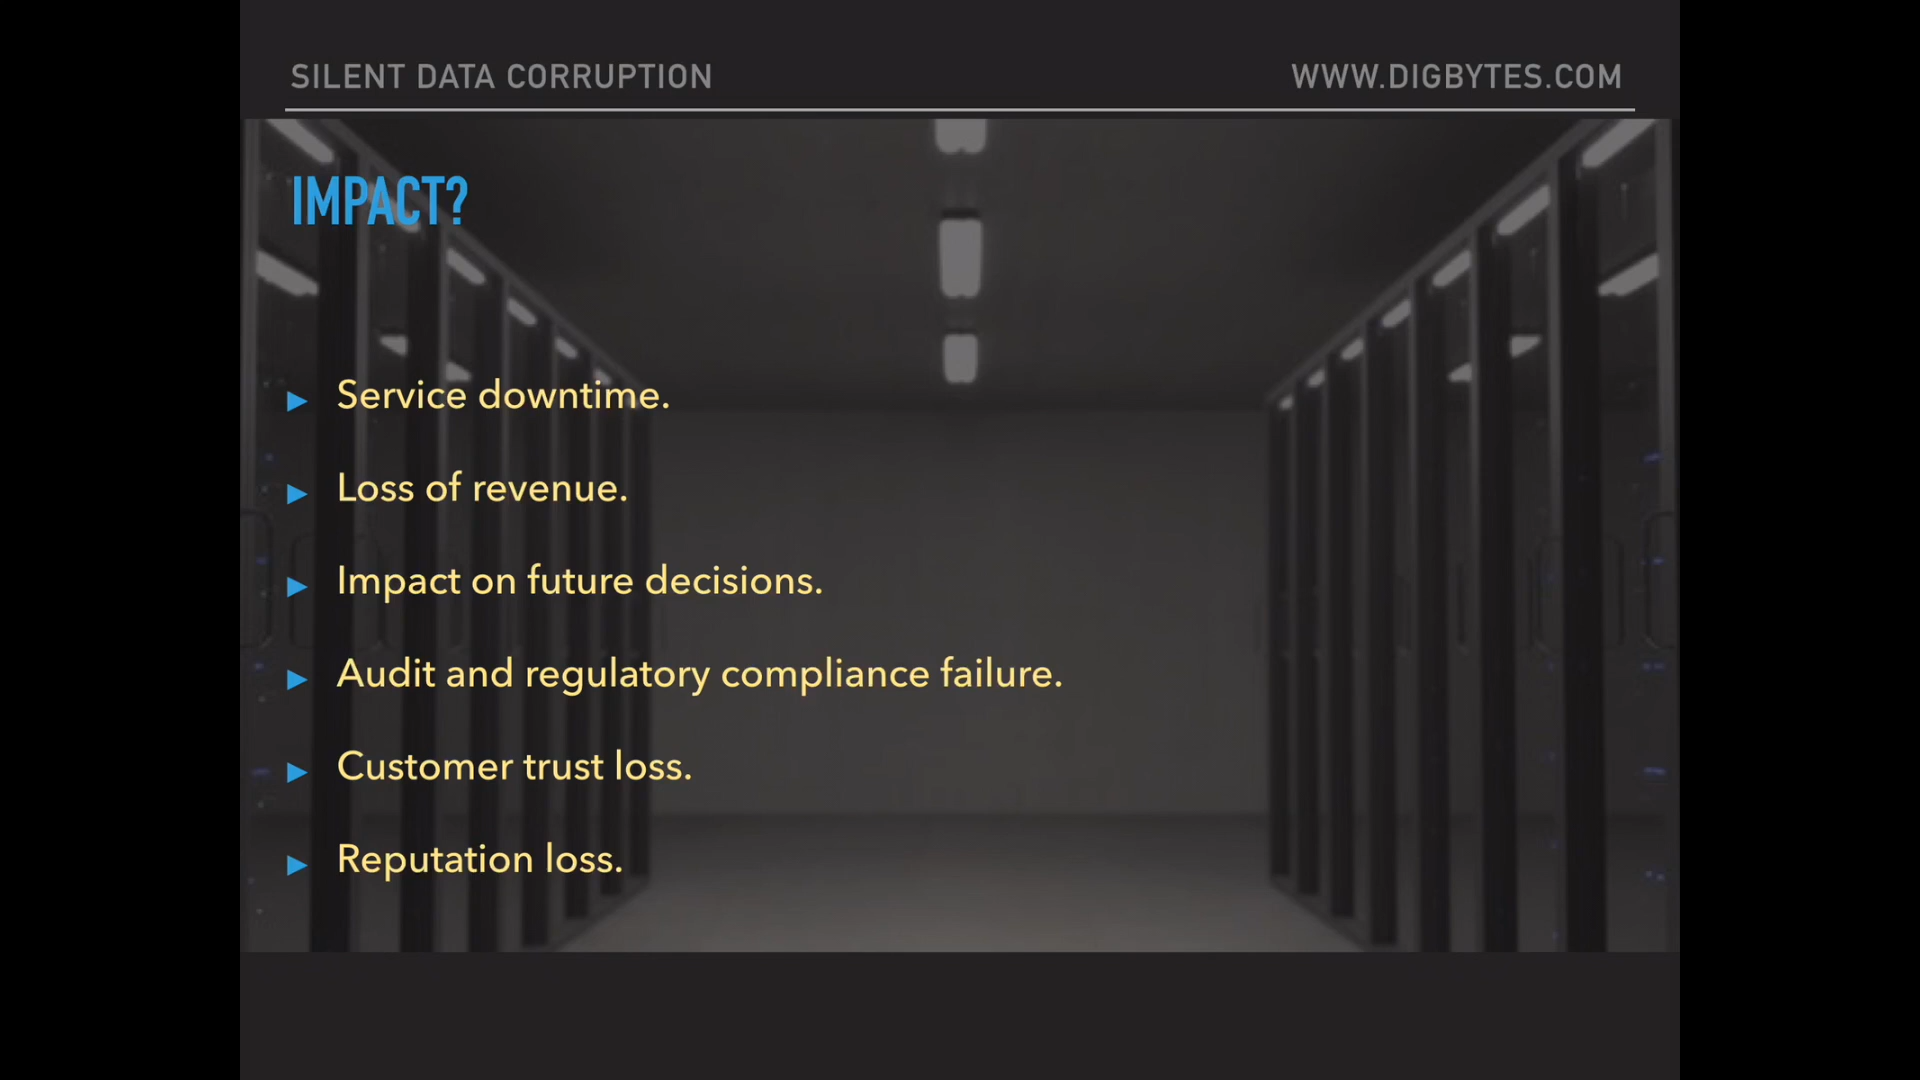 SILENT DATA CORRUPTION
WWW.DIGBYTES.COM
IMPACT?
▶ Service downtime.
▶ Loss of revenue.
▶ Impact on future decisions.
▶ Audit and regulatory compliance failure.
▶ Customer trust loss.
▶ Reputation loss.